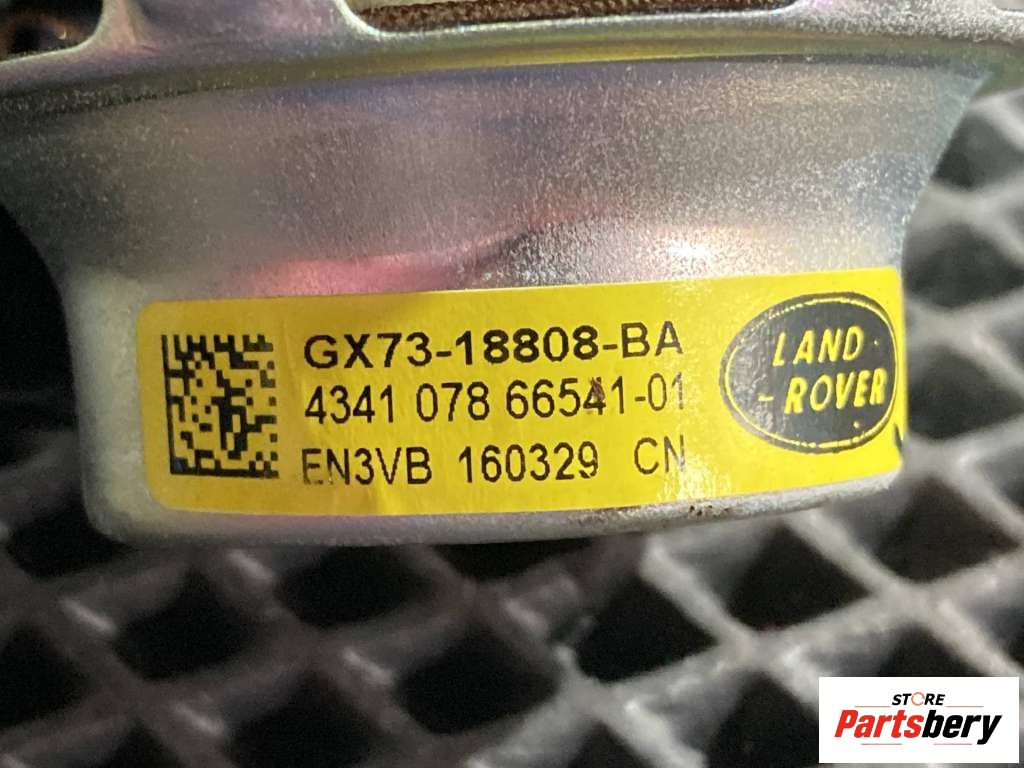 GX73-18808-BA
4341 078 66541-01
EN3VB 160329 CN
LAND
-ROVER
STORE
Partsbery